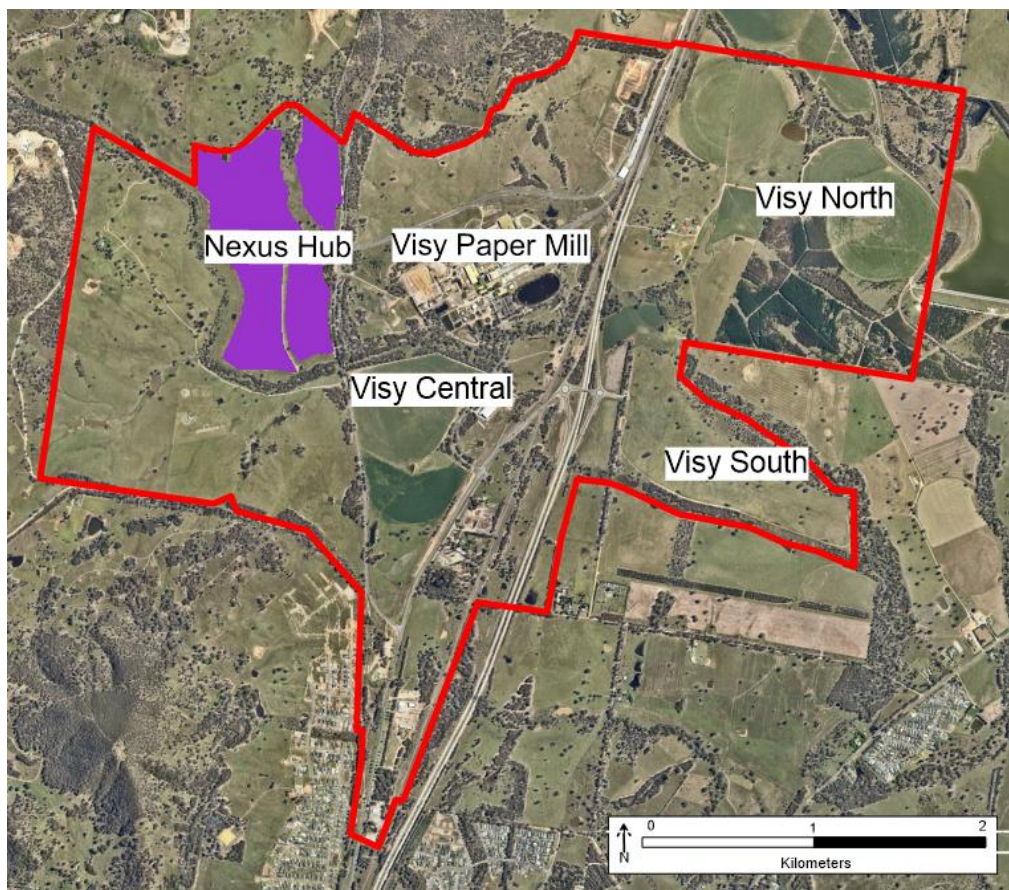 Visy North
Nexus Hub
Visy Paper Mill
Visy Central
Visy South
0 1 2
N
Kilometers